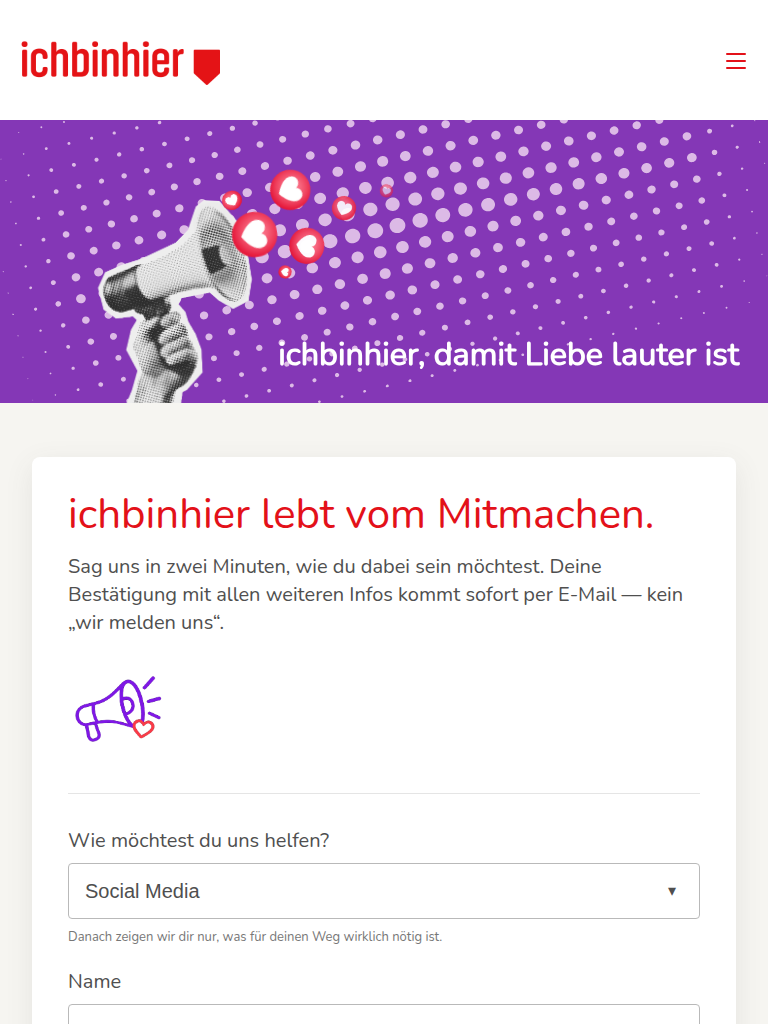 ichbinhier
ichbinhier, damit Liebe lauter ist
ichbinhier lebt vom Mitmachen.
Sag uns in zwei Minuten, wie du dabei sein möchtest. Deine
Bestätigung mit allen weiteren Infos kommt sofort per E-Mail — kein
„wir melden uns“.
Wie möchtest du uns helfen?
Social Media
Danach zeigen wir dir nur, was für deinen Weg wirklich nötig ist.
Name